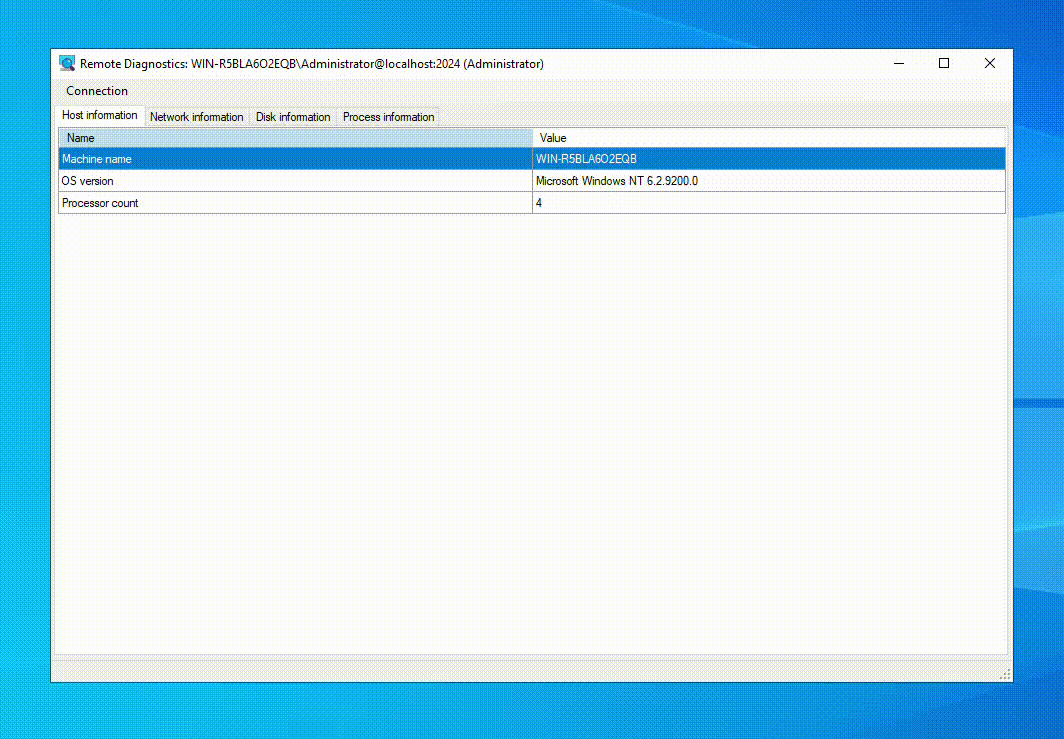 Remote Diagnostics: WIN-R5BLA6O2EQB\Administrator@localhost:2024 (Administrator)
Connection
Host information Network information Disk information Process information
Name Value
Machine name WIN-R5BLA6O2EQB
OS version Microsoft Windows NT 6.2.9200.0
Processor count 4